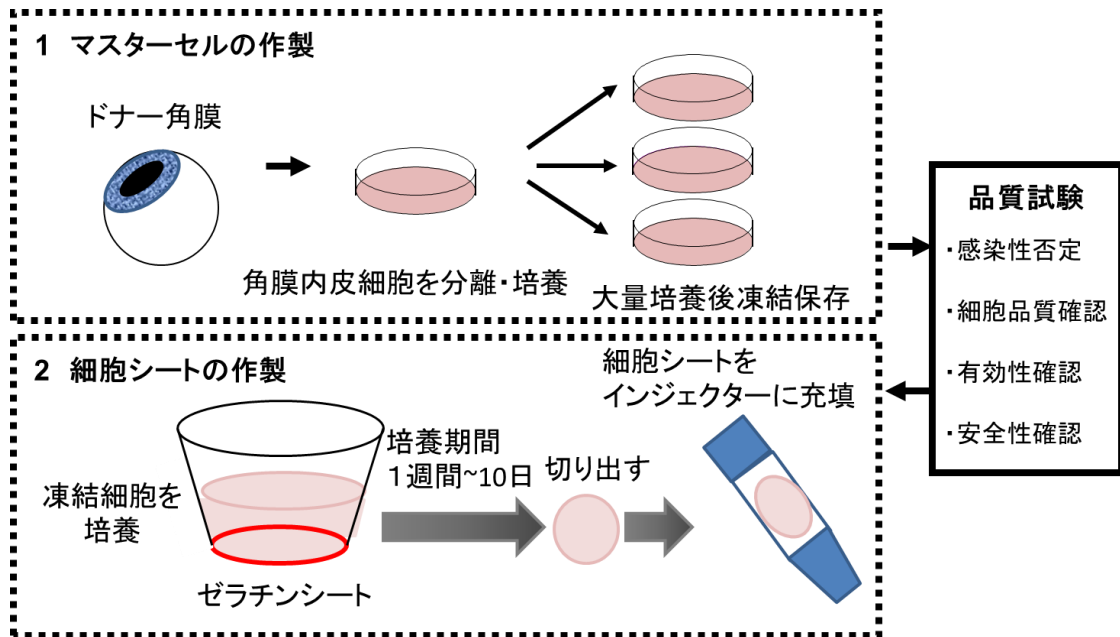 1 マスターセルの作製
ドナー角膜
角膜内皮細胞を分離・培養
大量培養後凍結保存
品質試験
・感染性否定
・細胞品質確認
・有効性確認
・安全性確認
2 細胞シートの作製
凍結細胞を
培養
ゼラチンシート
培養期間
1週間~10日
切り出す
細胞シートを
インジェクターに充填